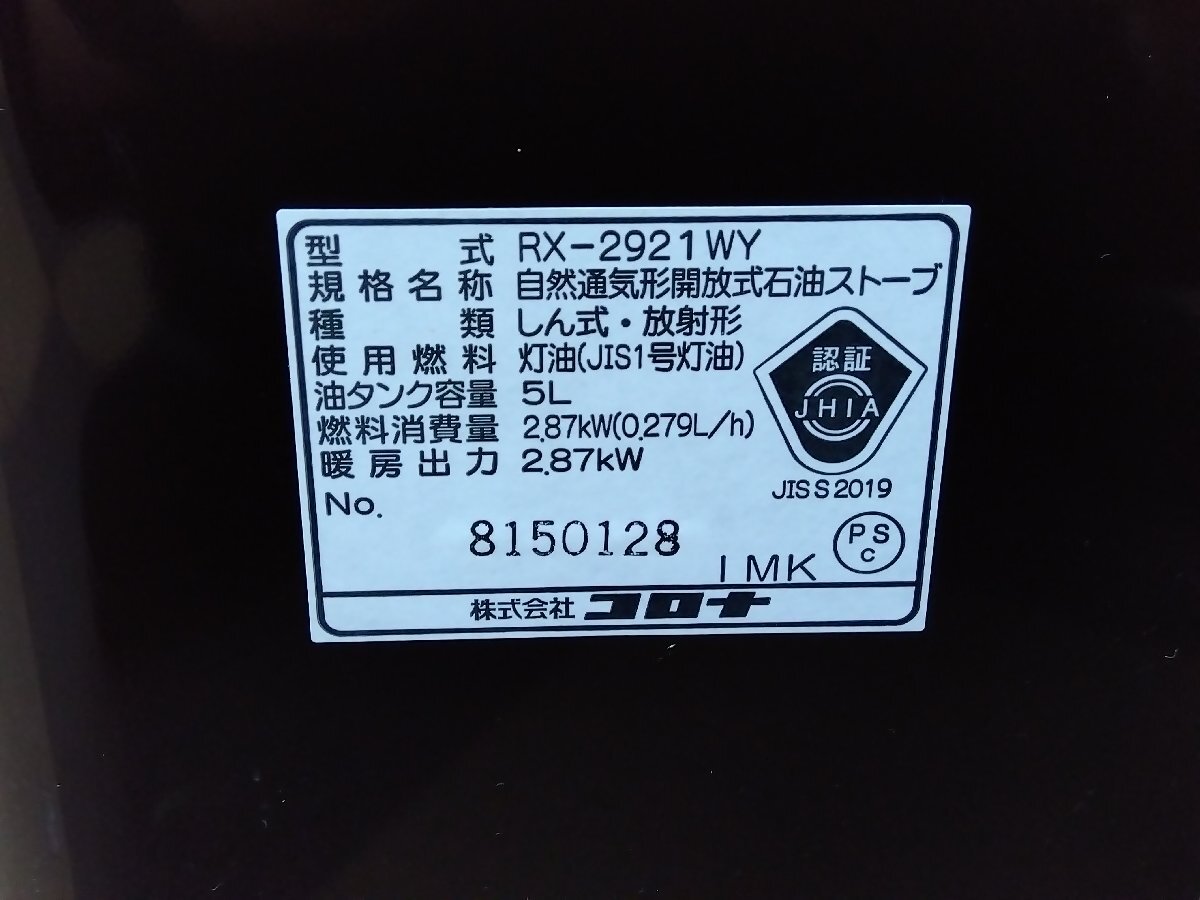 型式 RX-2921WY
規格名称 自然通気形開放式石油ストーブ
種類 しん式・放射形
使用燃料 灯油(JIS1号灯油)
油タンク容量 5L
燃料消費量 2.87kW(0.279L/h)
暖房出力 2.87kW
認証
JHIA
JIS S 2019
No.
8150128
1MK
PS
C
株式会社 コロナ